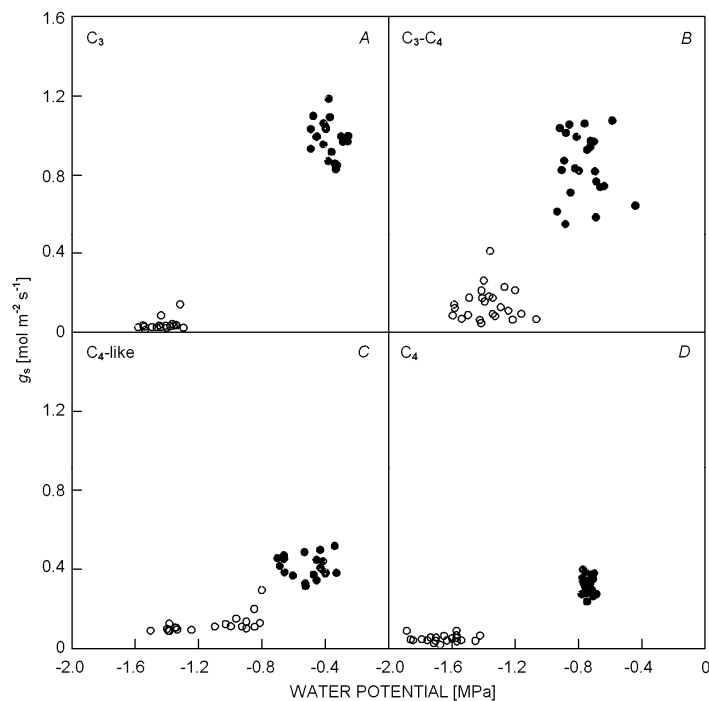 1.6
C₃ A
C₃-C₄ B
1.2
0.8
0.4
0
gₛ [mol m⁻² s⁻¹]
C₄-like C
C₄ D
1.2
0.8
0.4
0
-2.0 -1.6 -1.2 -0.8 -0.4 -2.0 -1.6 -1.2 -0.8 -0.4 0
WATER POTENTIAL [MPa]